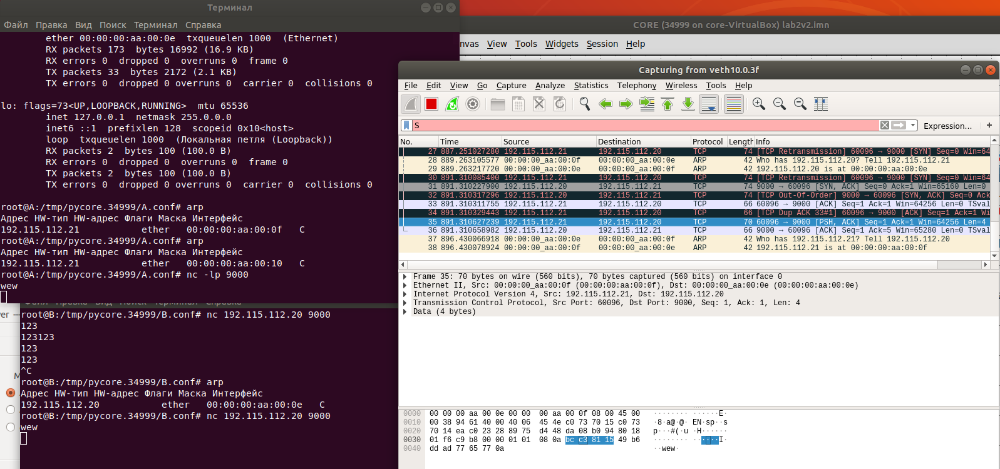 Терминал
Файл Правка Вид Поиск Терминал Справка
ether 00:00:00:aa:00:0e txqueuelen 1000 (Ethernet)
RX packets 173 bytes 16992 (16.9 KB)
RX errors 0 dropped 0 overruns 0 frame 0
TX packets 33 bytes 2172 (2.1 KB)
TX errors 0 dropped 0 overruns 0 carrier 0 collisions 0
lo: flags=73<UP,LOOPBACK,RUNNING> mtu 65536
inet 127.0.0.1 netmask 255.0.0.0
inet6 ::1 prefixlen 128 scopeid 0x10<host>
loop txqueuelen 1000 (Локальная петля (Loopback))
RX packets 2 bytes 100 (100.0 B)
RX errors 0 dropped 0 overruns 0 frame 0
TX packets 2 bytes 100 (100.0 B)
TX errors 0 dropped 0 overruns 0 carrier 0 collisions 0
root@A:/tmp/pycore.34999/A.conf# arp
Адрес HW-тип HW-адрес Флаги Маска Интерфейс
192.115.112.21 ether 00:00:00:aa:00:0f C
root@A:/tmp/pycore.34999/A.conf# arp
Адрес HW-тип HW-адрес Флаги Маска Интерфейс
192.115.112.21 ether 00:00:00:aa:00:10 C
root@A:/tmp/pycore.34999/A.conf# nc -lp 9000
wew
root@B:/tmp/pycore.34999/B.conf# nc 192.115.112.20 9000
123
123123
123
123
^C
root@B:/tmp/pycore.34999/B.conf# arp
Адрес HW-тип HW-адрес Флаги Маска Интерфейс
192.115.112.20 ether 00:00:00:aa:00:0e C
root@B:/tmp/pycore.34999/B.conf# nc 192.115.112.20 9000
wew
CORE (34999 on core-VirtualBox) lab2v2.imn
nvas View Tools Widgets Session Help
Capturing from veth10.0.3f
File Edit View Go Capture Analyze Statistics Telephony Wireless Tools Help
S Expression... +
No. Time Source Destination Protocol Length Info
27 887.251027280 192.115.112.21 192.115.112.20 TCP 74 [TCP Retransmission] 60096 → 9000 [SYN] Seq=0 Win=64
28 889.263105577 00:00:00_aa:00:0f 00:00:00_aa:00:0e ARP 42 Who has 192.115.112.20? Tell 192.115.112.21
29 889.263217720 00:00:00_aa:00:0e 00:00:00_aa:00:0f ARP 42 192.115.112.20 is at 00:00:00:aa:00:0e
30 891.310085400 192.115.112.21 192.115.112.20 TCP 74 [TCP Retransmission] 60096 → 9000 [SYN] Seq=0 Win=64
31 891.310227900 192.115.112.20 192.115.112.21 TCP 74 9000 → 60096 [SYN, ACK] Seq=0 Ack=1 Win=65160 Len=0
32 891.310317296 192.115.112.20 192.115.112.21 TCP 74 [TCP Out-Of-Order] 9000 → 60096 [SYN, ACK] Seq=0 Ack
33 891.310311755 192.115.112.21 192.115.112.20 TCP 66 60096 → 9000 [ACK] Seq=1 Ack=1 Win=64256 Len=0 TSval
34 891.310329443 192.115.112.21 192.115.112.20 TCP 66 [TCP Dup ACK 33#1] 60096 → 9000 [ACK] Seq=1 Ack=1 Wi
35 891.310627239 192.115.112.21 192.115.112.20 TCP 70 60096 → 9000 [PSH, ACK] Seq=1 Ack=1 Win=64256 Len=4
36 891.310658982 192.115.112.20 192.115.112.21 TCP 66 9000 → 60096 [ACK] Seq=1 Ack=5 Win=65280 Len=0 TSval
37 896.430066918 00:00:00_aa:00:0e 00:00:00_aa:00:0f ARP 42 Who has 192.115.112.21? Tell 192.115.112.20
38 896.430078924 00:00:00_aa:00:0f 00:00:00_aa:00:0e ARP 42 192.115.112.21 is at 00:00:00:aa:00:0f
Frame 35: 70 bytes on wire (560 bits), 70 bytes captured (560 bits) on interface 0
Ethernet II, Src: 00:00:00_aa:00:0f (00:00:00:aa:00:0f), Dst: 00:00:00_aa:00:0e (00:00:00:aa:00:0e)
Internet Protocol Version 4, Src: 192.115.112.21, Dst: 192.115.112.20
Transmission Control Protocol, Src Port: 60096, Dst Port: 9000, Seq: 1, Ack: 1, Len: 4
Data (4 bytes)
0000 00 00 00 aa 00 0e 00 00 00 aa 00 0f 08 00 45 00 ········ ······E·
0010 00 38 94 61 40 00 40 06 45 4e c0 73 70 15 c0 73 ·8·a@·@· EN·sp··s
0020 70 14 ea c0 23 28 89 75 d4 48 da 08 b0 94 80 18 p···#(·u ·H······
0030 01 f6 c9 b8 00 00 01 01 08 0a bc c3 81 15 49 b6 ········ ······I·
0040 dd ad 77 65 77 0a ··wew·